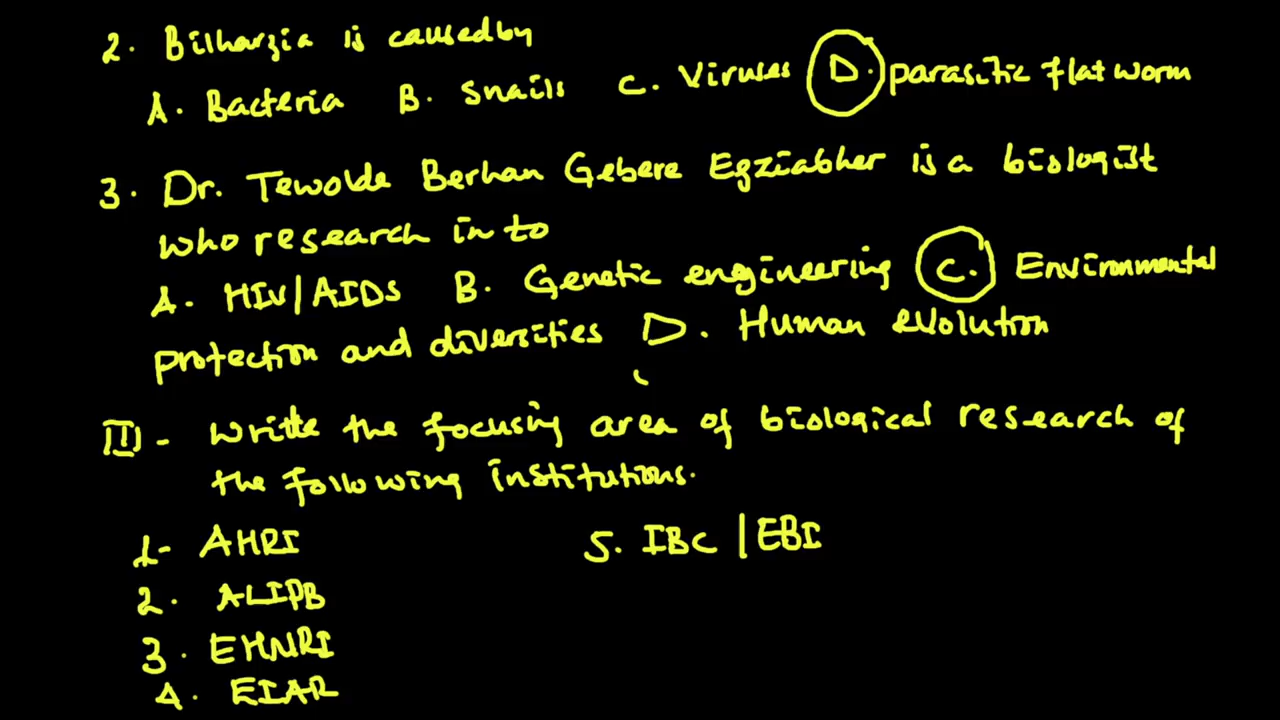 2. Bilharzia is caused by
A. Bacteria B. Snails C. Viruses D. parasitic flat worm
3. Dr. Tewolde Berhan Gebere Egziabher is a biologist
who research in to
A. HIV/AIDS B. Genetic engineering C. Environmental
protection and diversities D. Human evolution
III - Write the focusing area of biological research of
the following institutions.
1- AHRI
2. ALIPB
3. EHNRI
4. EIAR
5. IBC | EBI